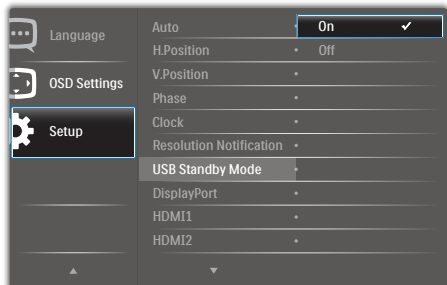 Language
OSD Settings
Setup
Auto
H.Position
V.Position
Phase
Clock
Resolution Notification
USB Standby Mode
DisplayPort
HDMI1
HDMI2
On
Off